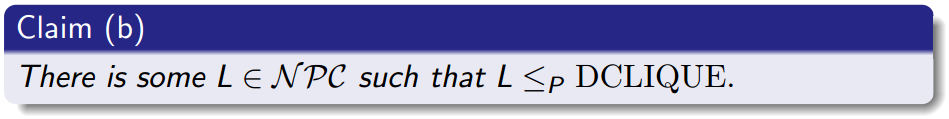 Claim (b)
There is some L ∈ 𝒩𝒫𝒞 such that L ≤_P DCLIQUE.